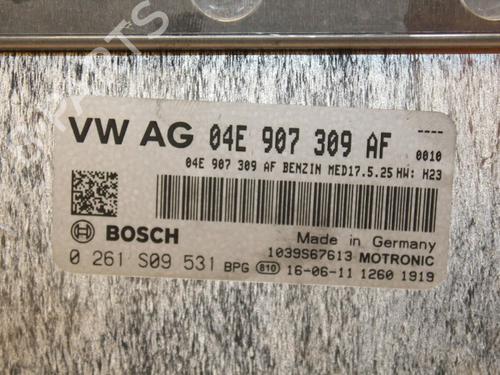 VW AG 04E 907 309 AF ----
0010
04E 907 309 AF BENZIN MED17.5.25 HW: H23
BOSCH
Made in Germany
1039S67613 MOTRONIC
0 261 S09 531 BPG 810 16-06-11 1260 1919